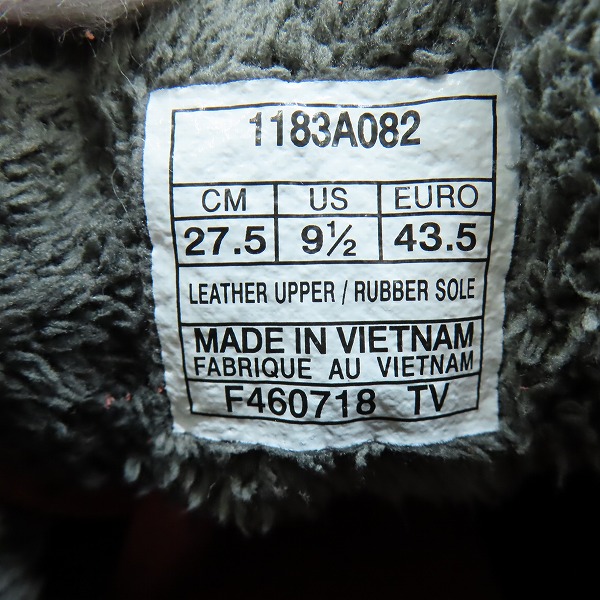 1183A082
CM US EURO
27.5 9½ 43.5
LEATHER UPPER / RUBBER SOLE
MADE IN VIETNAM
FABRIQUE AU VIETNAM
F460718 TV